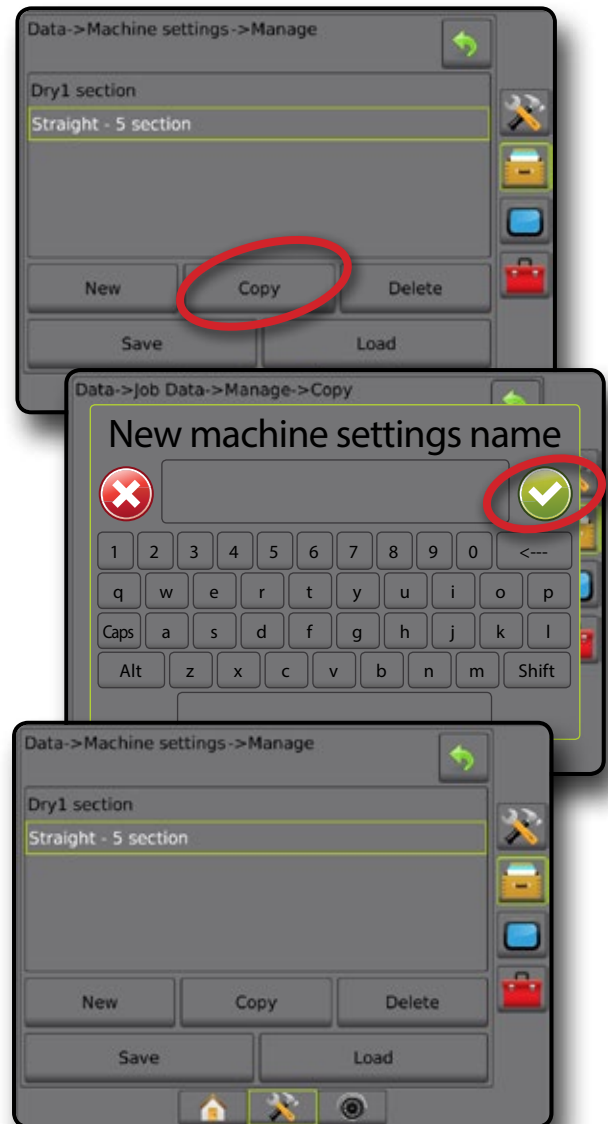 Data->Machine settings->Manage
Dry1 section
Straight - 5 section
New Copy Delete
Save Load
Data->Job Data->Manage->Copy
New machine settings name
1 2 3 4 5 6 7 8 9 0 <---
q w e r t y u i o p
Caps a s d f g h j k l
Alt z x c v b n m Shift
Data->Machine settings->Manage
Dry1 section
Straight - 5 section
New Copy Delete
Save Load